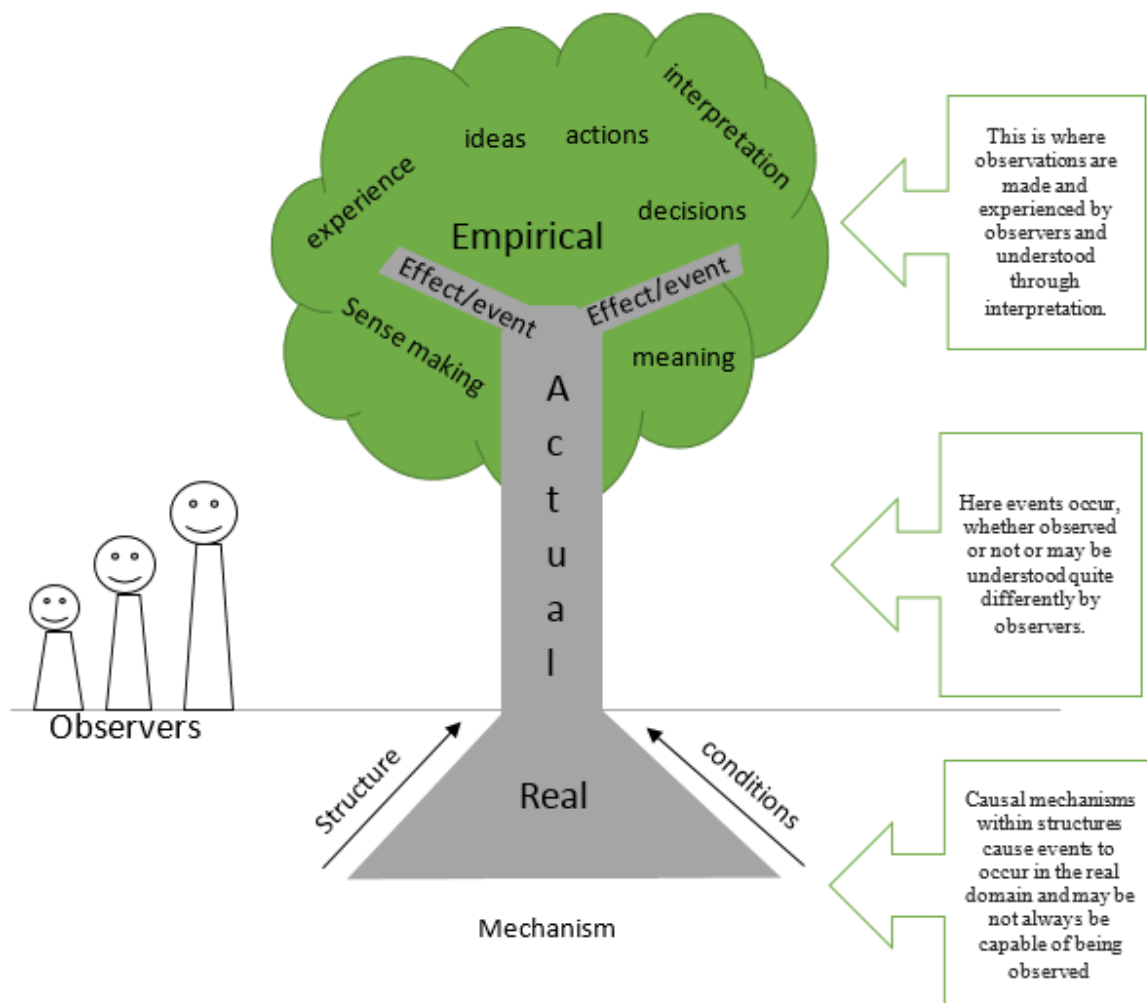 ideas
actions
interpretation
experience
decisions
Empirical
Effect/event
Effect/event
Sense making
meaning
Actual
Observers
Structure
conditions
Real
Mechanism
This is where
observations are
made and
experienced by
observers and
understood
through
interpretation.
Here events occur,
whether observed
or not or may be
understood quite
differently by
observers.
Causal mechanisms
within structures
cause events to
occur in the real
domain and may be
not always be
capable of being
observed